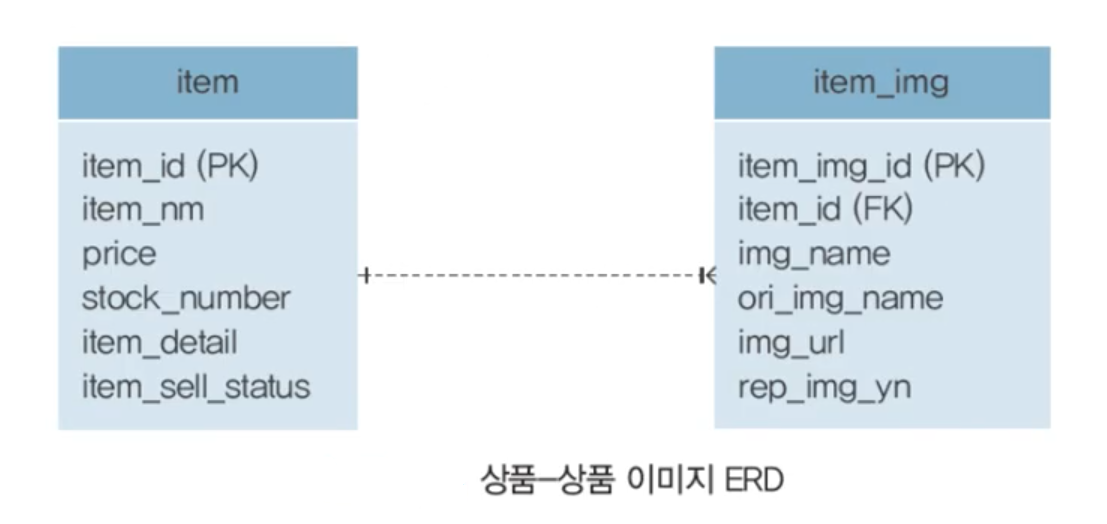 item
item_id (PK)
item_nm
price
stock_number
item_detail
item_sell_status
item_img
item_img_id (PK)
item_id (FK)
img_name
ori_img_name
img_url
rep_img_yn
상품–상품 이미지 ERD